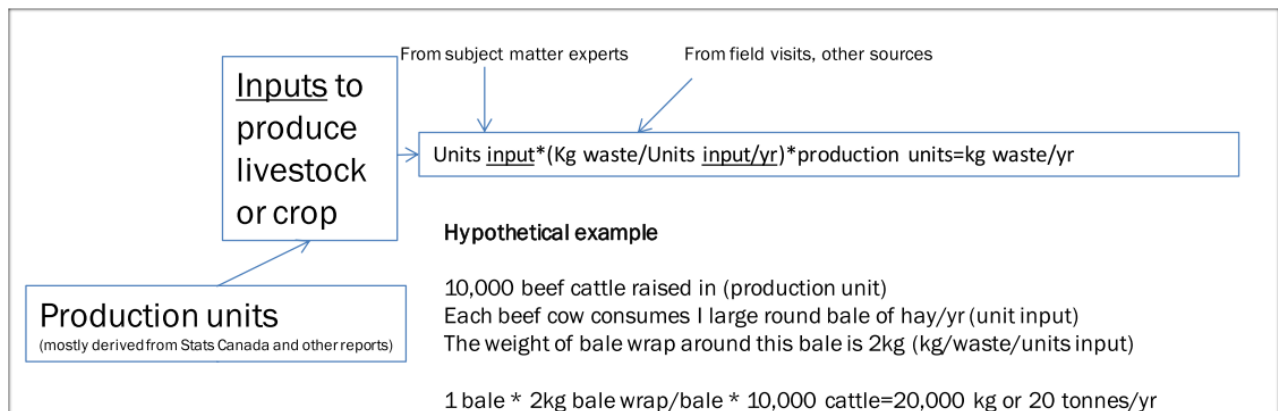 From subject matter experts
From field visits, other sources
Inputs to
produce
livestock
or crop
Units input*(Kg waste/Units input/yr)*production units=kg waste/yr
Production units
(mostly derived from Stats Canada and other reports)
Hypothetical example
10,000 beef cattle raised in (production unit)
Each beef cow consumes I large round bale of hay/yr (unit input)
The weight of bale wrap around this bale is 2kg (kg/waste/units input)
1 bale * 2kg bale wrap/bale * 10,000 cattle=20,000 kg or 20 tonnes/yr